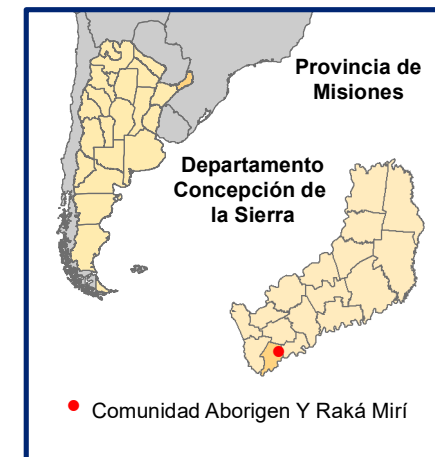 Provincia de
Misiones
Departamento
Concepción de
la Sierra
Comunidad Aborigen Y Raká Mirí